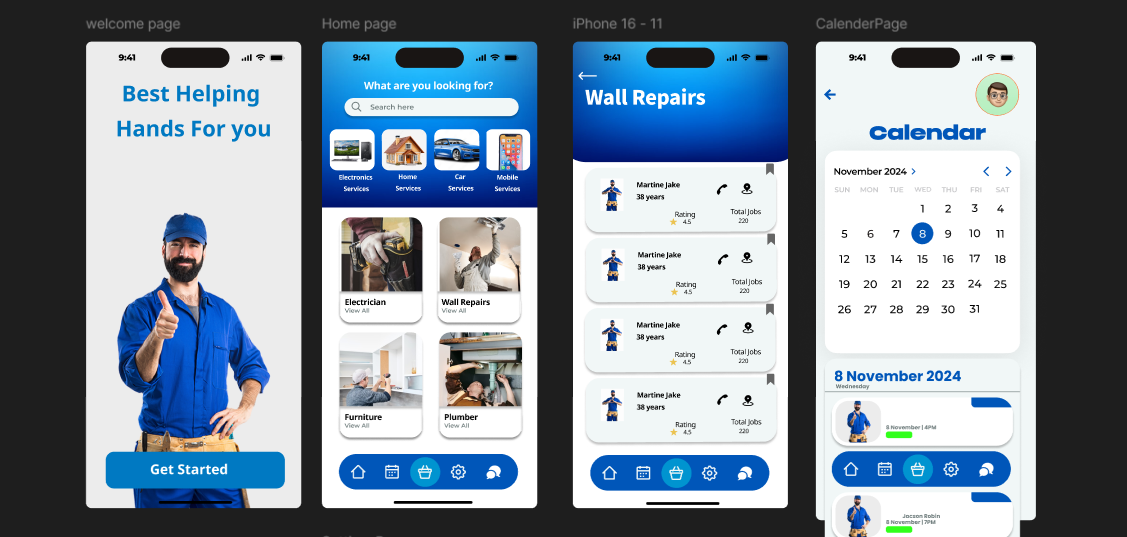 welcome page
9:41
Best Helping
Hands For you
Get Started
Home page
9:41
What are you looking for?
Search here
Electronics
Services
Home
Services
Car
Services
Mobile
Services
Electrician
View All
Wall Repairs
View All
Furniture
View All
Plumber
View All
iPhone 16 - 11
9:41
Wall Repairs
Martine Jake
38 years
Rating
4.5
Total Jobs
220
Martine Jake
38 years
Rating
4.5
Total Jobs
220
Martine Jake
38 years
Rating
4.5
Total Jobs
220
Martine Jake
38 years
Rating
4.5
Total Jobs
220
CalenderPage
9:41
Calendar
November 2024
SUN MON TUE WED THU FRI SAT
1 2 3 4
5 6 7 8 9 10 11
12 13 14 15 16 17 18
19 20 21 22 23 24 25
26 27 28 29 30 31
8 November 2024
Wednesday
8 November | 4PM
Jacson Robin
8 November | 7PM